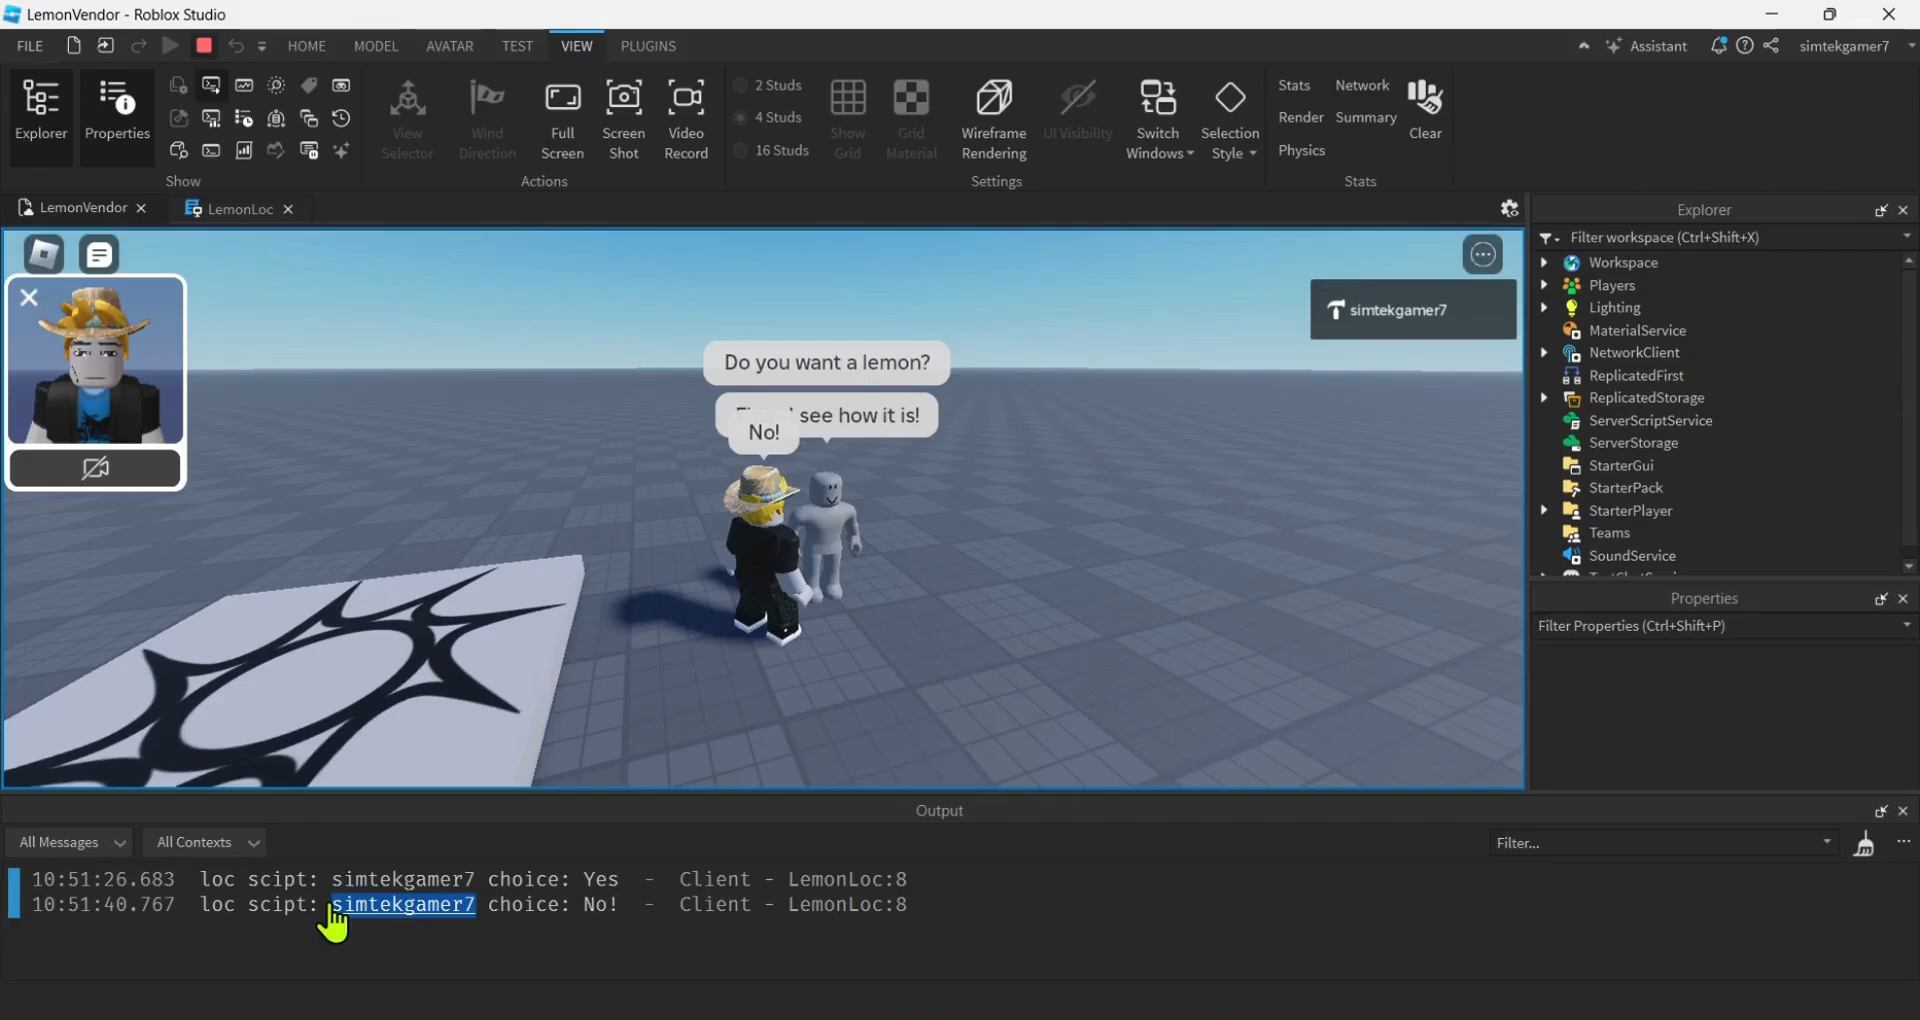 LemonVendor - Roblox Studio
FILE HOME MODEL AVATAR TEST VIEW PLUGINS Assistant simtekgamer7
Explorer
Properties
Show
View Selector
Wind Direction
Full Screen
Screen Shot
Video Record
Actions
2 Studs
4 Studs
16 Studs
Show Grid
Grid Material
Wireframe Rendering
UI Visibility
Switch Windows
Selection Style
Settings
Stats Network
Render Summary
Physics
Clear
Stats
LemonVendor LemonLoc
simtekgamer7
Do you want a lemon?
see how it is!
No!
Explorer
Filter workspace (Ctrl+Shift+X)
Workspace
Players
Lighting
MaterialService
NetworkClient
ReplicatedFirst
ReplicatedStorage
ServerScriptService
ServerStorage
StarterGui
StarterPack
StarterPlayer
Teams
SoundService
Properties
Filter Properties (Ctrl+Shift+P)
Output
All Messages All Contexts Filter...
10:51:26.683 loc scipt: simtekgamer7 choice: Yes - Client - LemonLoc:8
10:51:40.767 loc scipt: simtekgamer7 choice: No! - Client - LemonLoc:8